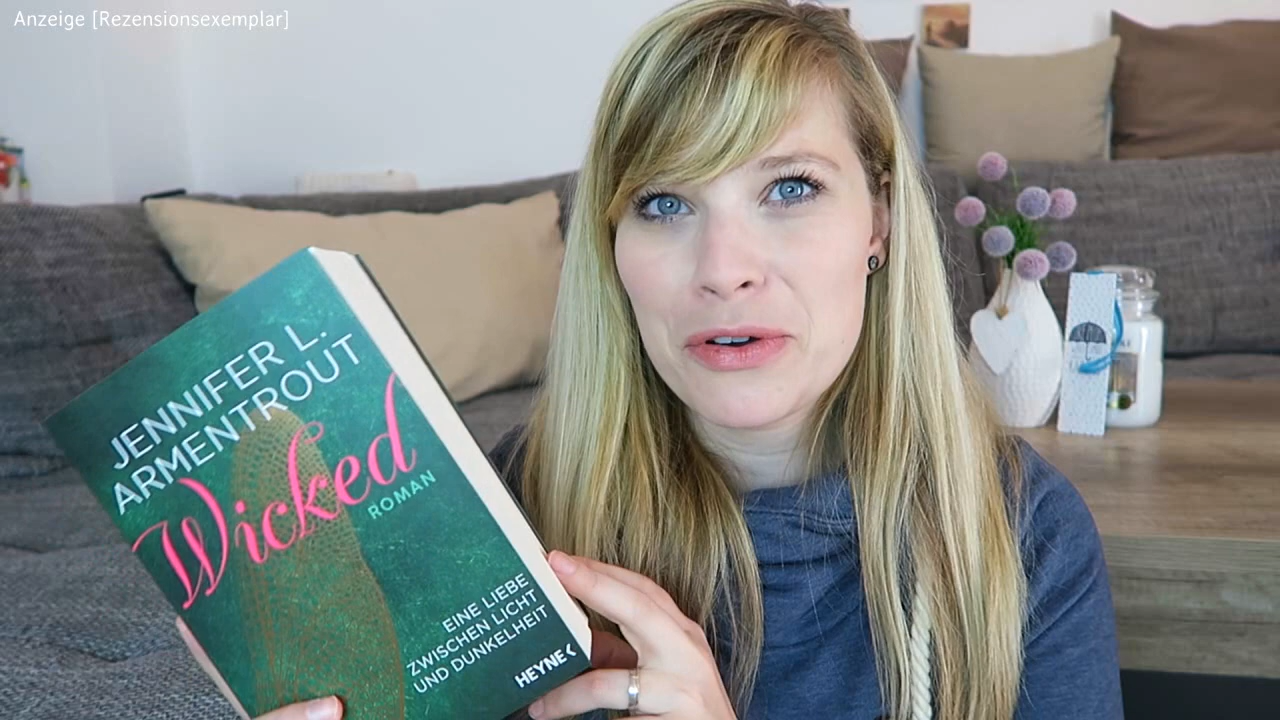 Anzeige [Rezensionsexemplar]
JENNIFER L.
ARMENTROUT
Wicked
ROMAN
EINE LIEBE
ZWISCHEN LICHT
UND DUNKELHEIT
HEYNE<